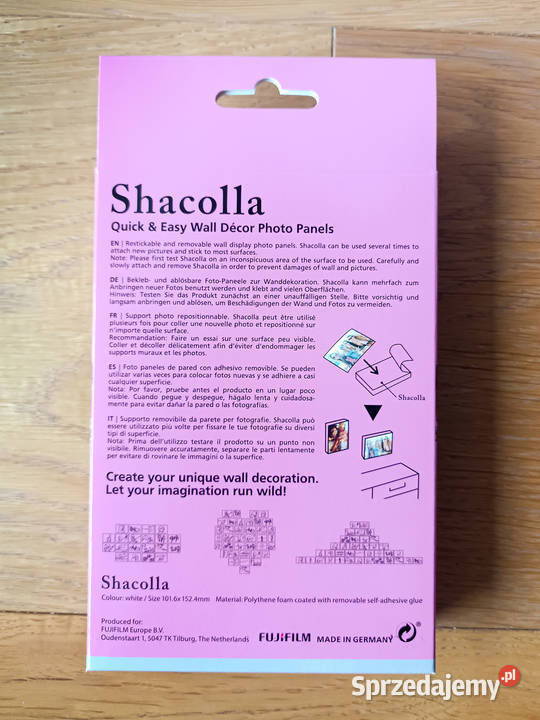 Shacolla
Quick & Easy Wall Décor Photo Panels
EN | Restickable and removable wall display photo panels. Shacolla can be used several times to
attach new pictures and stick to most surfaces.
Note: Please first test Shacolla on an inconspicuous area of the surface to be used. Carefully and
slowly attach and remove Shacolla in order to prevent damages of wall and pictures.
DE | Bekleb- und ablösbare Foto-Paneele zur Wanddekoration. Shacolla kann mehrfach zum
Anbringen neuer Fotos benutzt werden und klebt and vielen Oberflächen.
Hinweis: Testen Sie das Produkt zunächst an einer unauffälligen Stelle. Bitte vorsichtig und
langsam anbringen und ablösen, um Beschädigungen der Wand und Fotos zu vermeiden.
FR | Support photo repositionnable. Shacolla peut être utilisé
plusieurs fois pour coller une nouvelle photo et repositionné sur
n'importe quelle surface.
Recommandation: Faire un essai sur une surface peu visible.
Coller et décoller délicatement afin d'éviter d'endommager les
supports muraux et les photos.
ES | Foto paneles de pared con adhesivo removible. Se pueden
utilizar varias veces para colocar fotos nuevas y se adhiere a casi
cualquier superficie.
Nota: Por favor, pruebe antes el producto en un lugar poco
visible. Cuando pegue y despegue, hágalo lenta y cuidadosa-
mente para evitar dañar la pared o las fotografías.
IT | Supporto removibile da parete per fotografie. Shacolla può
essere utilizzato più volte per fissare le tue fotografie su diversi
tipi di superficie.
Nota: Prima dell'utilizzo testare il prodotto su un punto non
visibile. Rimuovere accuratamente, separare le parti lentamente
per evitare di rovinare le immagini o la superficie.
Shacolla
Create your unique wall decoration.
Let your imagination run wild!
Shacolla
Colour: white / Size 101.6x152.4mm Material: Polythene foam coated with removable self-adhesive glue
Produced for:
FUJIFILM Europe B.V.
Oudenstaart 1, 5047 TK Tilburg, The Netherlands
FUJIFILM MADE IN GERMANY
Sprzedajemy.pl